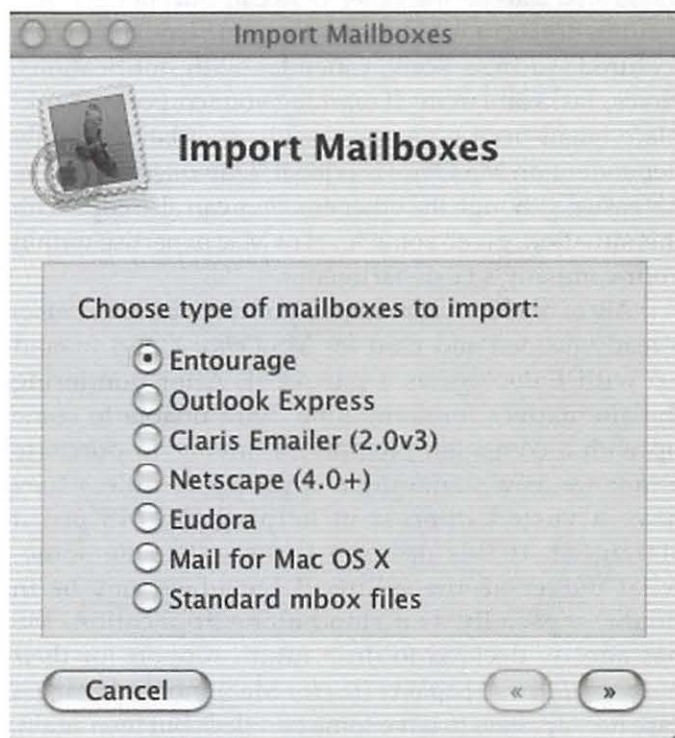 Import Mailboxes
Import Mailboxes
Choose type of mailboxes to import:
Entourage
Outlook Express
Claris Emailer (2.0v3)
Netscape (4.0+)
Eudora
Mail for Mac OS X
Standard mbox files
Cancel
« »